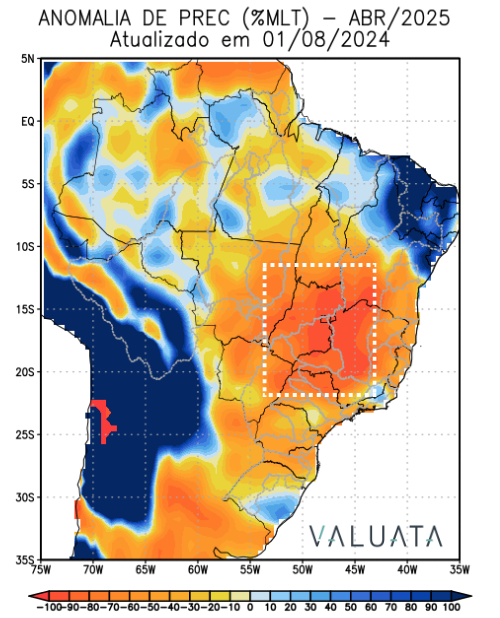 ANOMALIA DE PREC (%MLT) – ABR/2025
Atualizado em 01/08/2024
5N
EQ
5S
10S
15S
20S
25S
30S
35S
VALUATA
75W 70W 65W 60W 55W 50W 45W 40W 35W
-100 -90 -80 -70 -60 -50 -40 -30 -20 -10 0 10 20 30 40 50 60 70 80 90 100